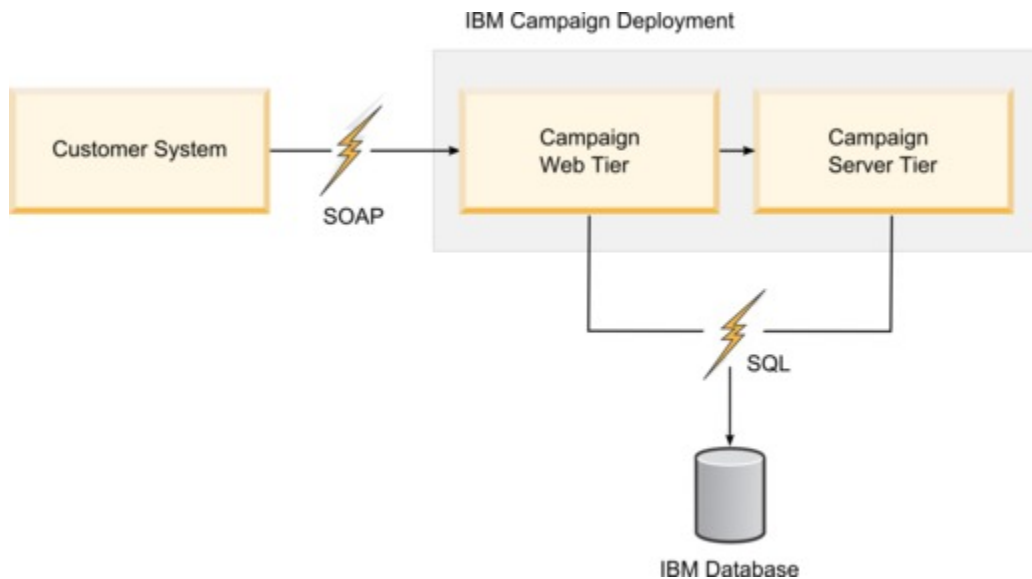 IBM Campaign Deployment
Customer System
SOAP
Campaign
Web Tier
Campaign
Server Tier
SQL
IBM Database